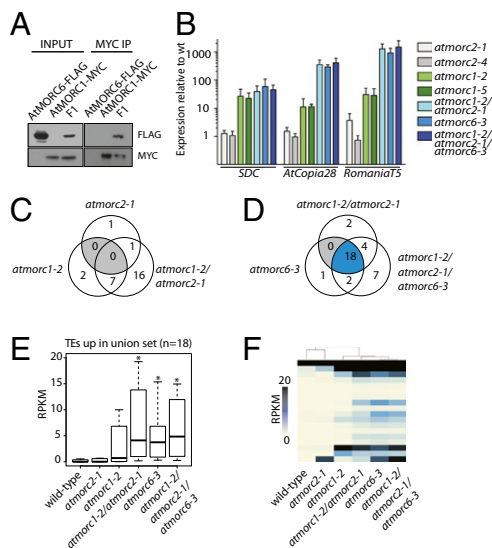 A
INPUT
MYC IP
AtMORC6-FLAG
AtMORC1-MYC
F1
AtMORC6-FLAG
AtMORC1-MYC
F1
FLAG
MYC
B
Expression relative to wt
1000
100
10
1
SDC
AtCopia28
RomaniaT5
atmorc2-1
atmorc2-4
atmorc1-2
atmorc1-5
atmorc1-2/
atmorc2-1
atmorc6-3
atmorc1-2/
atmorc2-1/
atmorc6-3
C
atmorc2-1
1
0
1
0
atmorc1-2
2
7
16
atmorc1-2/
atmorc2-1
D
atmorc1-2/atmorc2-1
2
0
4
18
atmorc6-3
1
2
7
atmorc1-2/
atmorc2-1/
atmorc6-3
E
TEs up in union set (n=18)
RPKM
20
15
10
5
0
*
*
*
wild-type
atmorc2-1
atmorc1-2
atmorc1-2/atmorc2-1
atmorc6-3
atmorc1-2/
atmorc2-1/
atmorc6-3
F
20
RPKM
0
wild-type
atmorc2-1
atmorc1-2
atmorc1-2/atmorc2-1
atmorc6-3
atmorc1-2/
atmorc2-1/
atmorc6-3